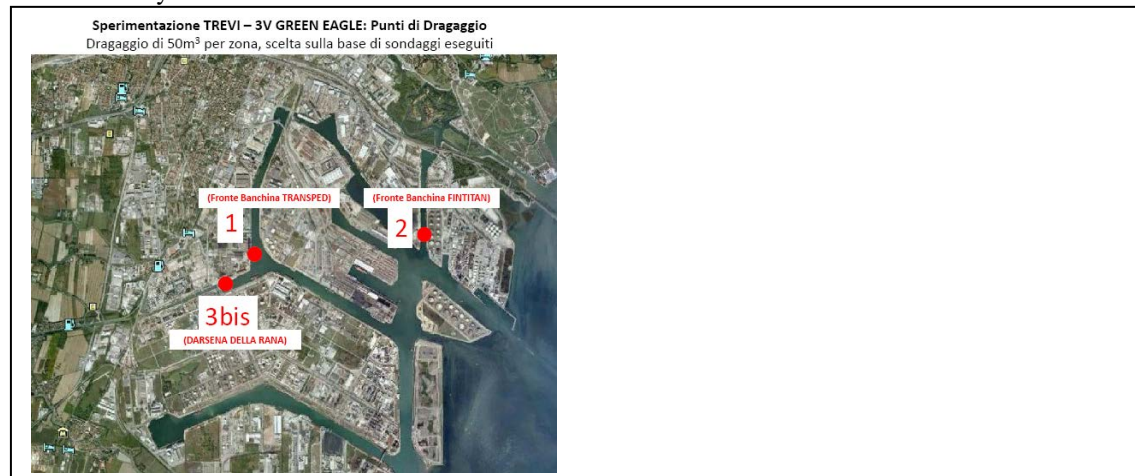 Sperimentazione TREVI – 3V GREEN EAGLE: Punti di Dragaggio
Dragaggio di 50m³ per zona, scelta sulla base di sondaggi eseguiti
(Fronte Banchina TRANSPED)
1
(Fronte Banchina FINTITAN)
2
3bis
(DARSENA DELLA RANA)